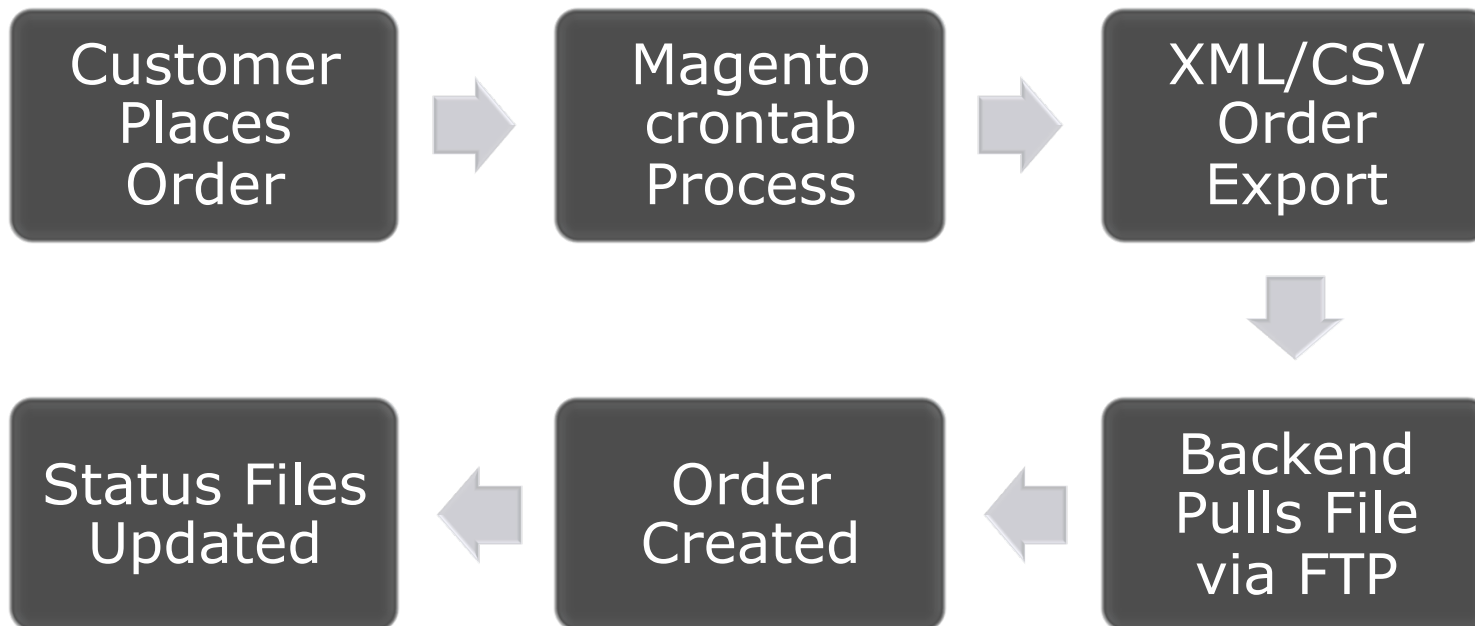 Customer
Places
Order
Magento
crontab
Process
XML/CSV
Order
Export
Backend
Pulls File
via FTP
Order
Created
Status Files
Updated